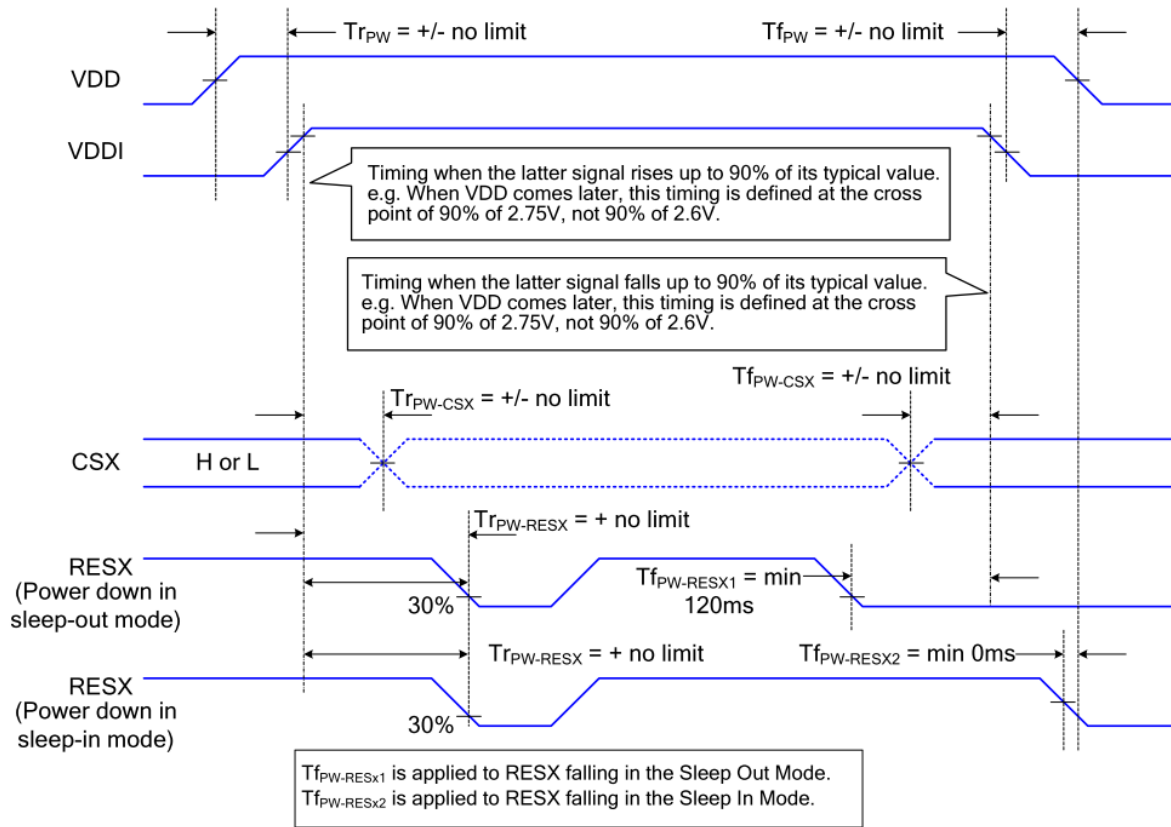 TrPW = +/- no limit
TfPW = +/- no limit
VDD
VDDI
Timing when the latter signal rises up to 90% of its typical value.
e.g. When VDD comes later, this timing is defined at the cross
point of 90% of 2.75V, not 90% of 2.6V.
Timing when the latter signal falls up to 90% of its typical value.
e.g. When VDD comes later, this timing is defined at the cross
point of 90% of 2.75V, not 90% of 2.6V.
TfPW-CSX = +/- no limit
TrPW-CSX = +/- no limit
CSX
H or L
TrPW-RESX = + no limit
RESX
(Power down in
sleep-out mode)
30%
TfPW-RESX1 = min
120ms
TrPW-RESX = + no limit
TfPW-RESX2 = min 0ms
RESX
(Power down in
sleep-in mode)
30%
TfPW-RESx1 is applied to RESX falling in the Sleep Out Mode.
TfPW-RESx2 is applied to RESX falling in the Sleep In Mode.